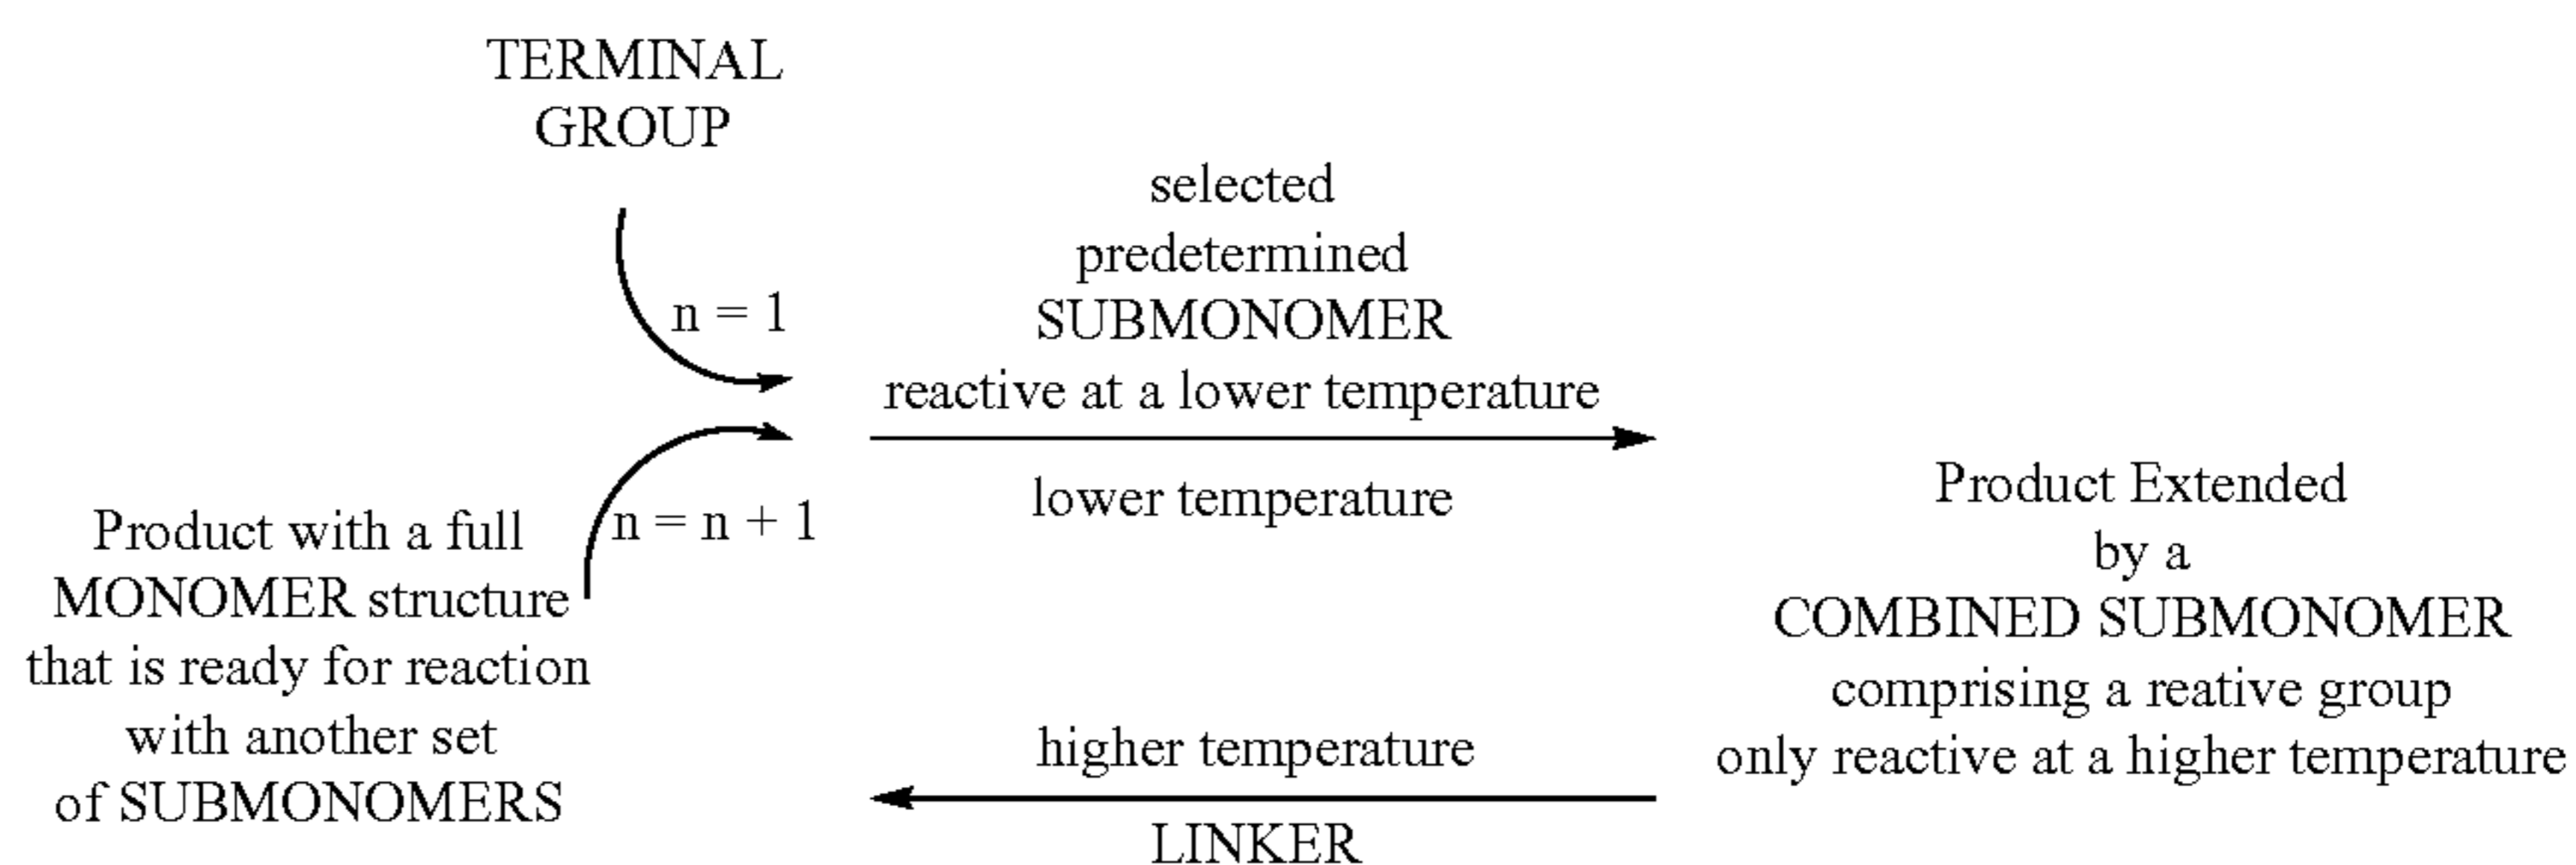 TERMINAL
GROUP
n = 1
selected
predetermined
SUBMONOMER
reactive at a lower temperature
lower temperature
n = n + 1
Product with a full
MONOMER structure
that is ready for reaction
with another set
of SUBMONOMERS
Product Extended
by a
COMBINED SUBMONOMER
comprising a reative group
only reactive at a higher temperature
higher temperature
LINKER